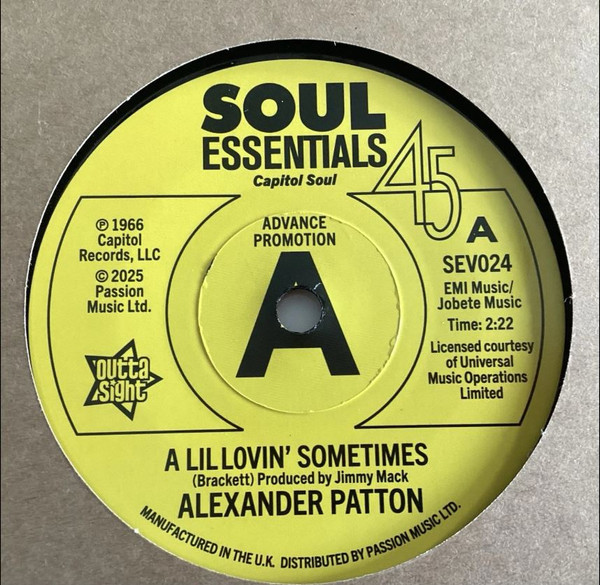 SOUL
ESSENTIALS
Capitol Soul
45
A
℗ 1966
Capitol
Records, LLC
© 2025
Passion
Music Ltd.
outta
Sight
ADVANCE
PROMOTION
A
SEV024
EMI Music/
Jobete Music
Time: 2:22
Licensed courtesy
of Universal
Music Operations
Limited
A LIL LOVIN' SOMETIMES
(Brackett) Produced by Jimmy Mack
ALEXANDER PATTON
MANUFACTURED IN THE U.K. DISTRIBUTED BY PASSION MUSIC LTD.